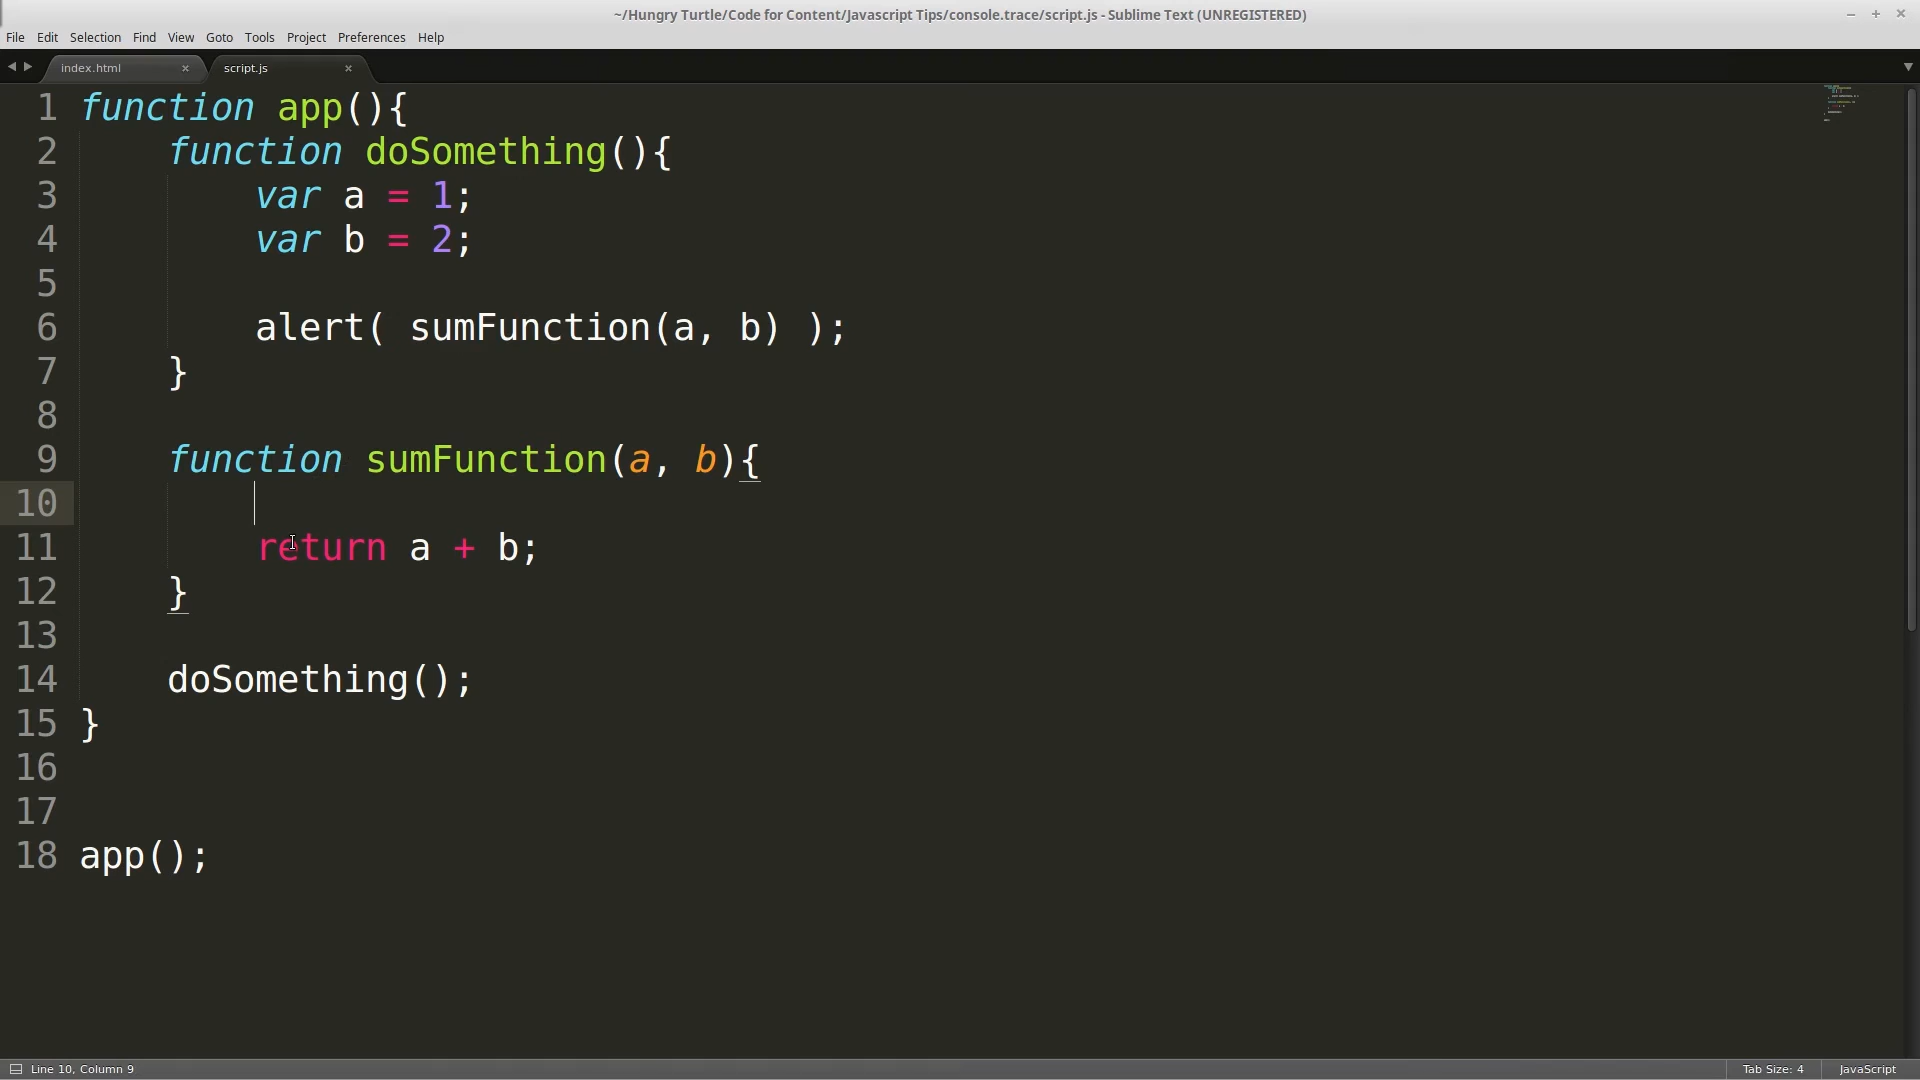 ~/Hungry Turtle/Code for Content/Javascript Tips/console.trace/script.js - Sublime Text (UNREGISTERED)
File Edit Selection Find View Goto Tools Project Preferences Help
index.html script.js
1 function app(){
2 function doSomething(){
3 var a = 1;
4 var b = 2;
5
6 alert( sumFunction(a, b) );
7 }
8
9 function sumFunction(a, b){
10
11 return a + b;
12 }
13
14 doSomething();
15 }
16
17
18 app();
Line 10, Column 9 Tab Size: 4 JavaScript